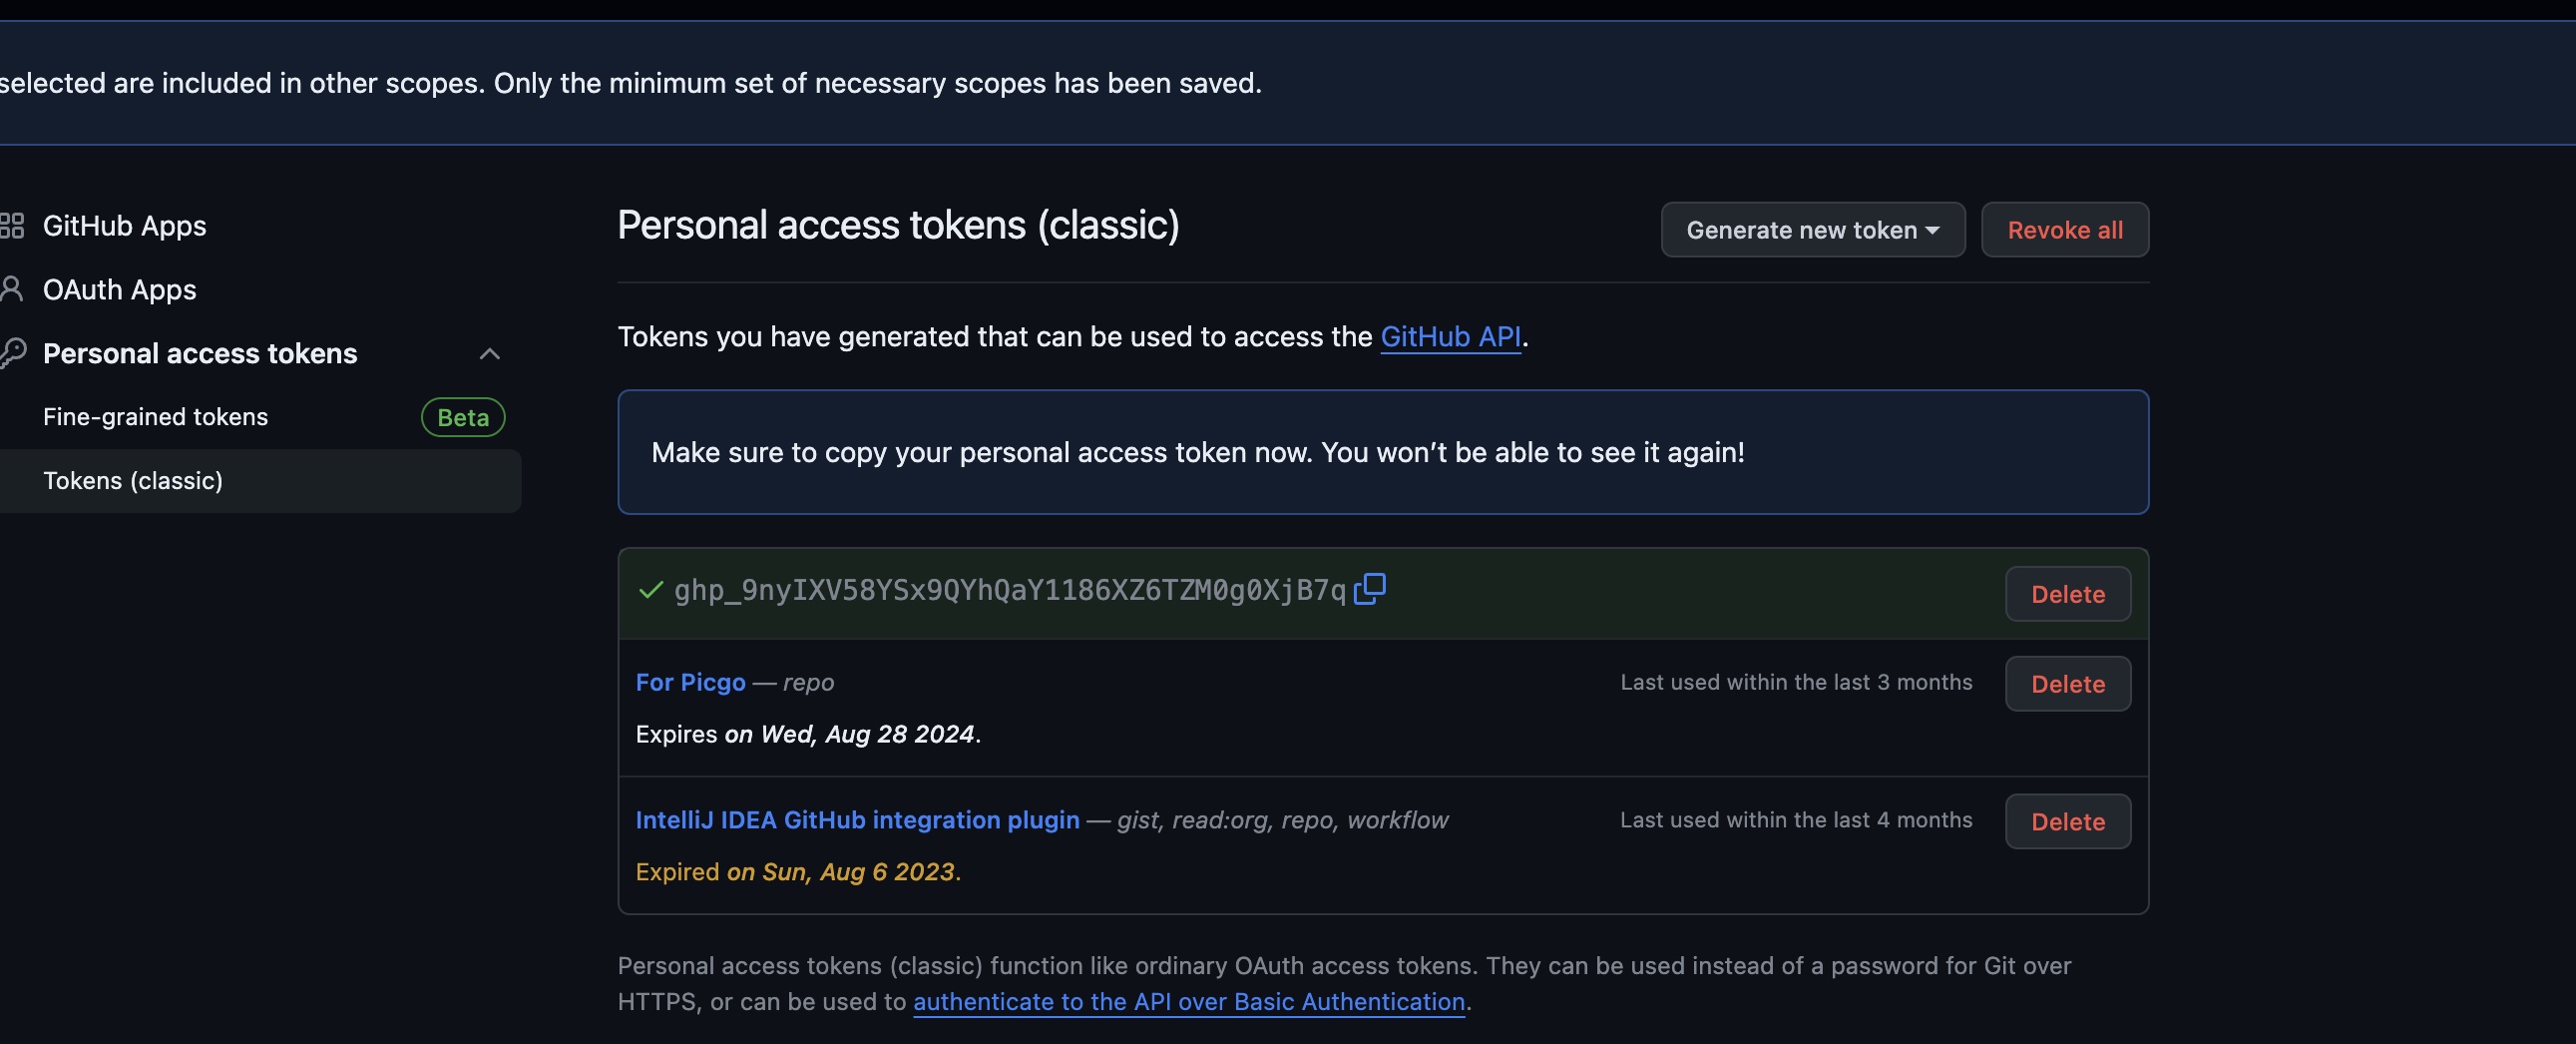 selected are included in other scopes. Only the minimum set of necessary scopes has been saved.
GitHub Apps
OAuth Apps
Personal access tokens
Fine-grained tokens Beta
Tokens (classic)
Personal access tokens (classic)
Generate new token Revoke all
Tokens you have generated that can be used to access the GitHub API.
Make sure to copy your personal access token now. You won’t be able to see it again!
[access token redacted] Delete
For Picgo — repo Last used within the last 3 months Delete
Expires on Wed, Aug 28 2024.
IntelliJ IDEA GitHub integration plugin — gist, read:org, repo, workflow Last used within the last 4 months Delete
Expired on Sun, Aug 6 2023.
Personal access tokens (classic) function like ordinary OAuth access tokens. They can be used instead of a password for Git over
HTTPS, or can be used to authenticate to the API over Basic Authentication.